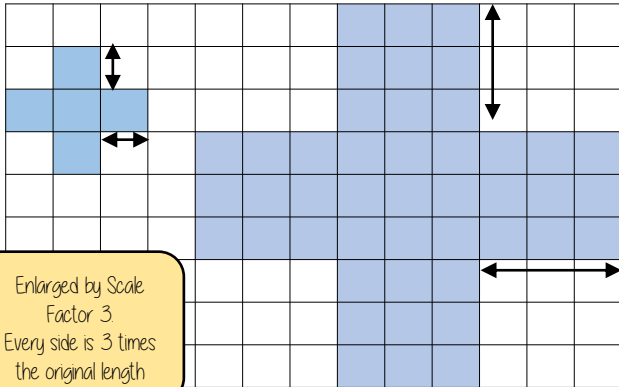 Enlarged by Scale
Factor 3.
Every side is 3 times
the original length